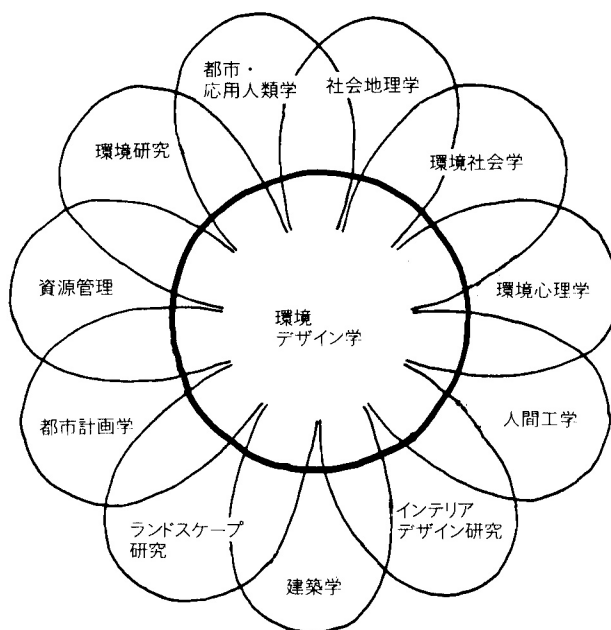 都市・
応用人類学
社会地理学
環境研究
環境社会学
資源管理
環境心理学
環境
デザイン学
都市計画学
人間工学
ランドスケープ
研究
インテリア
デザイン研究
建築学